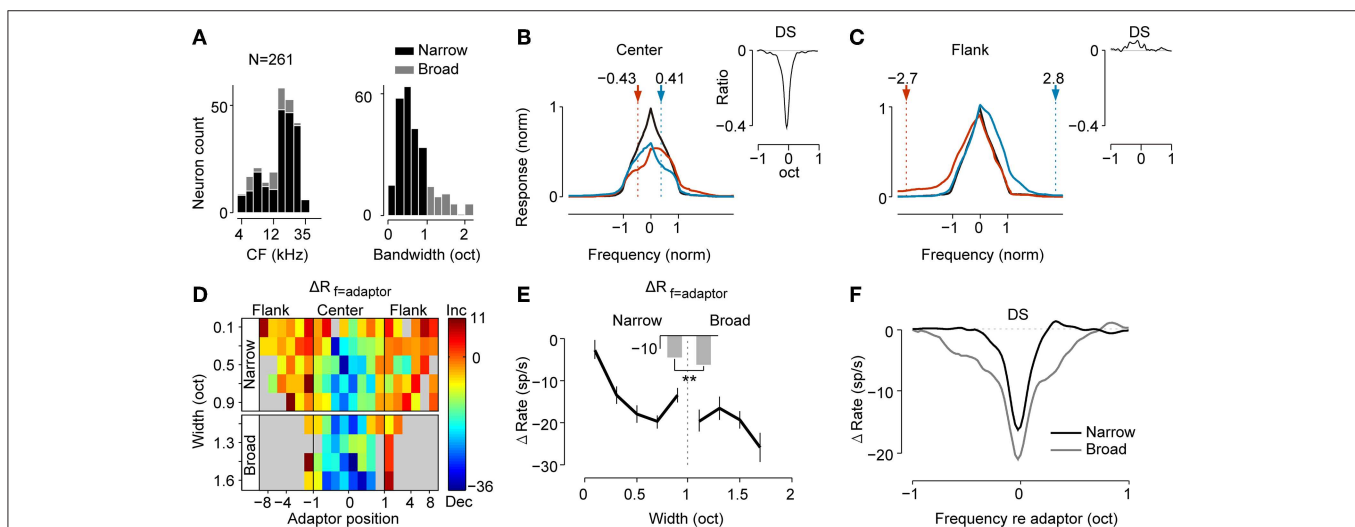 A
N=261
Narrow
Broad
Neuron count
50
0
4 12 35
CF (kHz)
60
0
0 1 2
Bandwidth (oct)
B
Center
−0.43 0.41
Response (norm)
1
0
−1 0 1
Frequency (norm)
DS
0
Ratio
−0.4
−1 0 1
oct
C
Flank
−2.7 2.8
1
0
−1 0 1
Frequency (norm)
DS
0
−0.4
−1 0 1
D
ΔR f=adaptor
Flank Center Flank
Inc
11
0
−36
Dec
Width (oct)
0.1
0.5
0.9
1.3
1.6
Narrow
Broad
−8 −4 −1 0 1 4 8
Adaptor position
E
ΔR f=adaptor
Narrow Broad
−10
**
Δ Rate (sp/s)
0
−10
−20
−30
0 0.5 1 1.5 2
Width (oct)
F
DS
Δ Rate (sp/s)
0
−10
−20
Narrow
Broad
−1 0 1
Frequency re adaptor (oct)